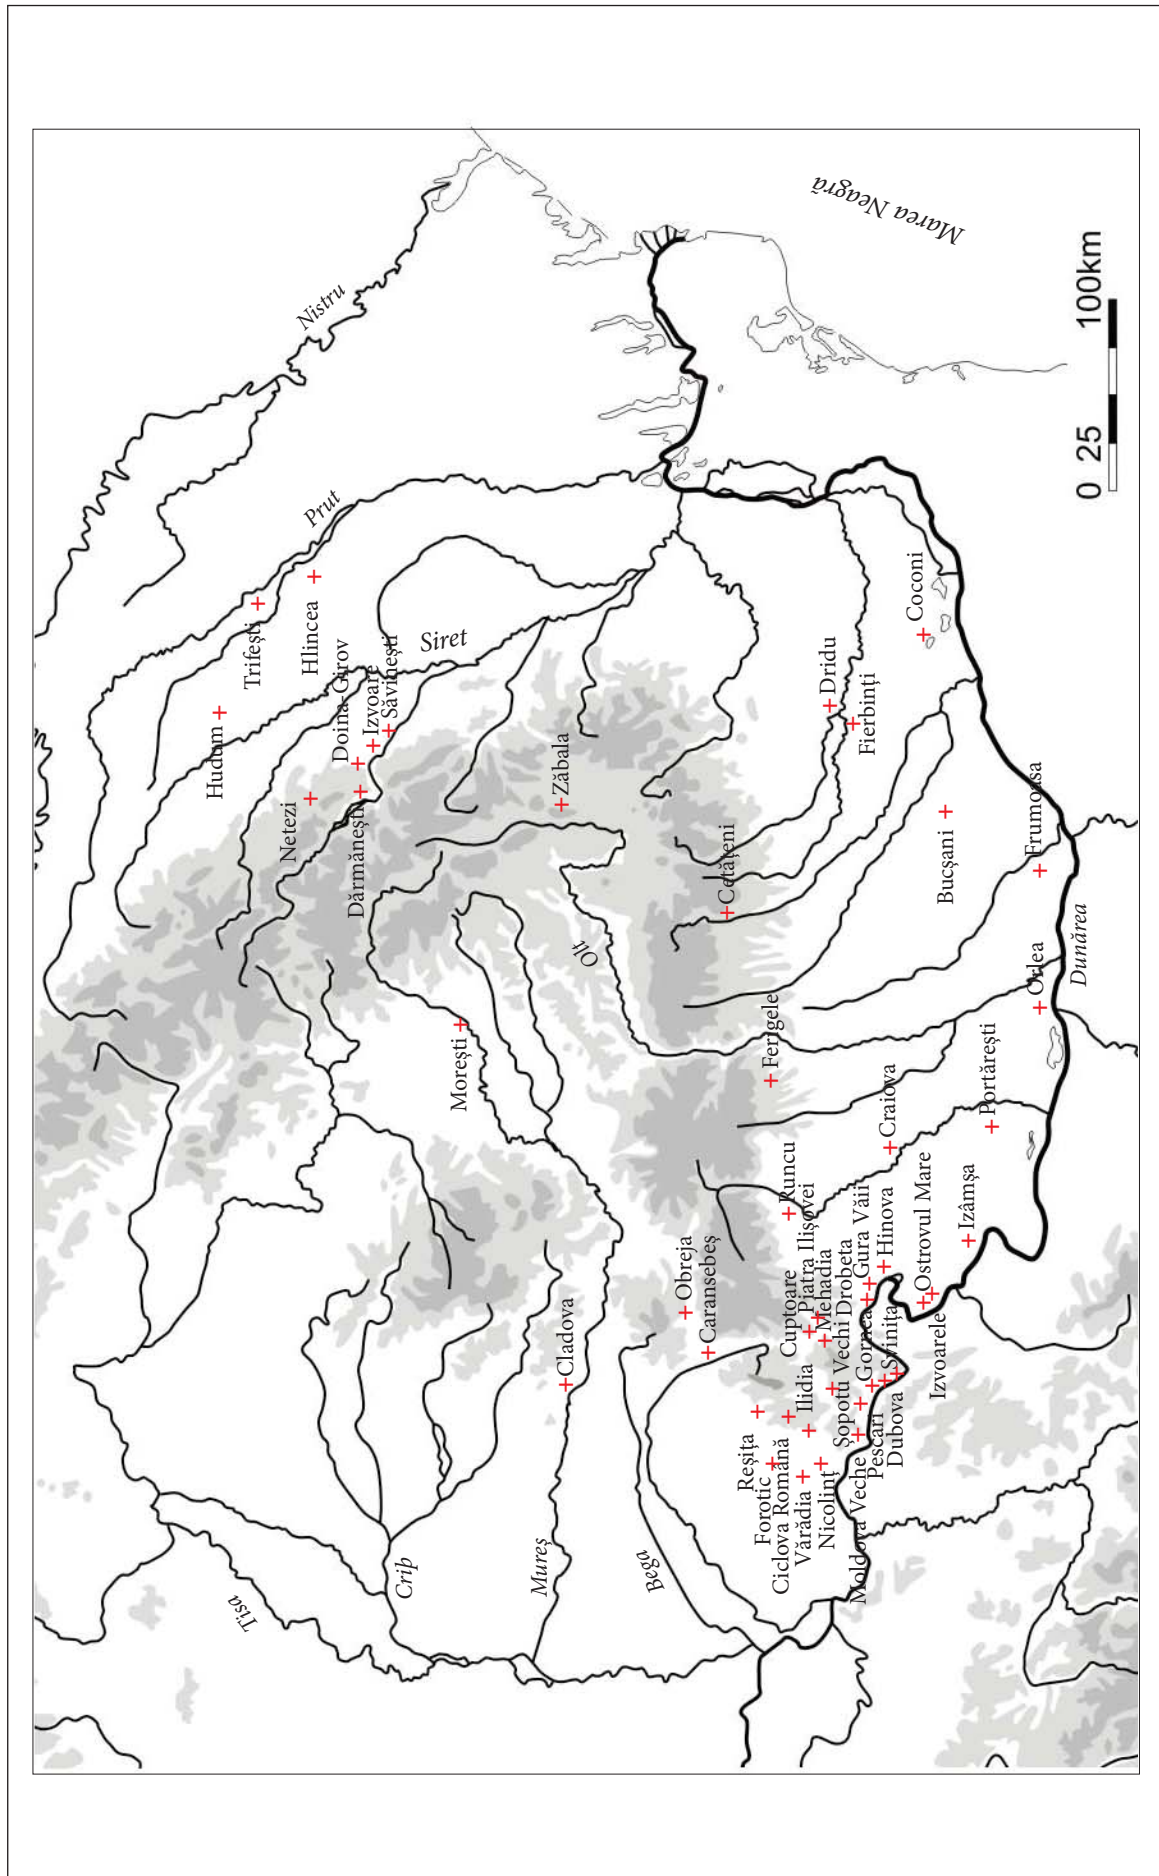 Nistru
Prut
Trifești
Hlincea
Hudum
Doina-Girov
Izvoare
Săvinești
Siret
Netezi
Dărmănești
Zăbala
Morești
Olt
Cetățeni
Marea Neagră
Dridu
Fierbinți
Coconi
Bucșani
Frumoasa
Orlea
Dunărea
Ferigele
Craiova
Portărești
Runcu
Obreja
Caransebeș
Cladova
Cuptoare
Piatra Ilișovei
Mehadia
Șopotu Vechi
Drobeta
Gornea
Gura Văii
Svinița
Hinova
Ostrovul Mare
Izvoarele
Izâmșa
Reșița
Ilidia
Forotic
Ciclova Română
Vărădia
Nicolinț
Moldova Veche
Pescari
Dubova
Tisa
Criș
Mureș
Bega
0 25 100km